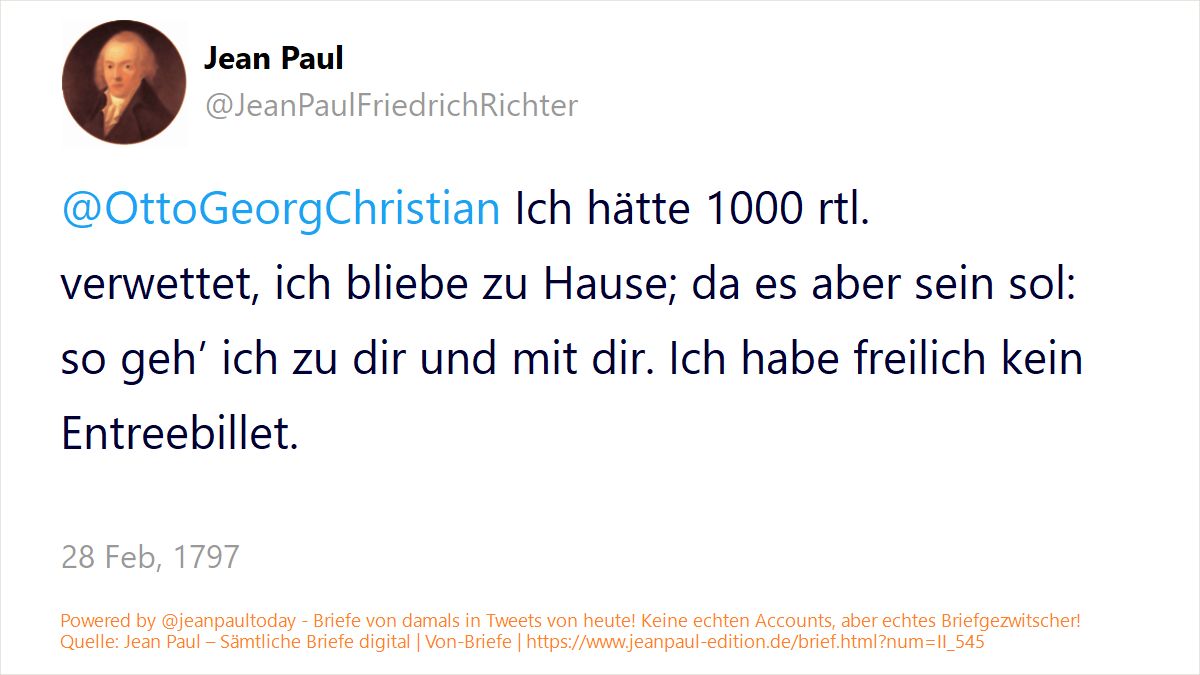 Jean Paul
@JeanPaulFriedrichRichter
@OttoGeorgChristian Ich hätte 1000 rtl.
verwettet, ich bliebe zu Hause; da es aber sein sol:
so geh’ ich zu dir und mit dir. Ich habe freilich kein
Entreebillet.
28 Feb, 1797
Powered by @jeanpaultoday - Briefe von damals in Tweets von heute! Keine echten Accounts, aber echtes Briefgezwitscher!
Quelle: Jean Paul – Sämtliche Briefe digital | Von-Briefe | https://www.jeanpaul-edition.de/brief.html?num=II_545